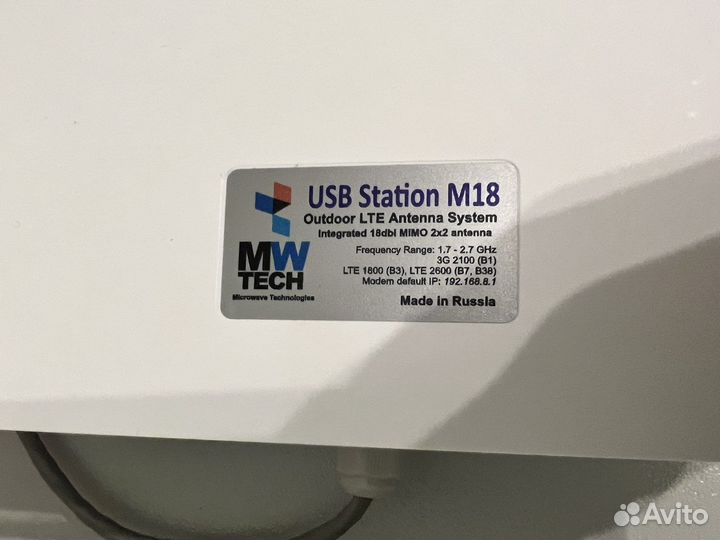 USB Station M18
Outdoor LTE Antenna System
Integrated 18dbi MIMO 2x2 antenna
Frequency Range: 1.7 - 2.7 GHz
3G 2100 (B1)
LTE 1800 (B3), LTE 2600 (B7, B38)
Modem default IP: 192.168.8.1
Made in Russia
MW
TECH
Microwave Technologies
Avito